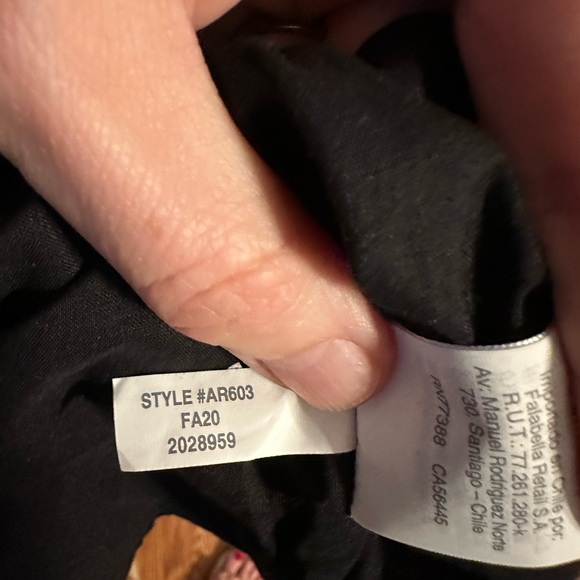 STYLE #AR603
FA20
2028959
Importado en Chile por:
Falabella Retail S.A.
R.U.T.: 77.261.280-k
Av. Manuel Rodriguez Norte
730 Santiago - Chile
CA56445